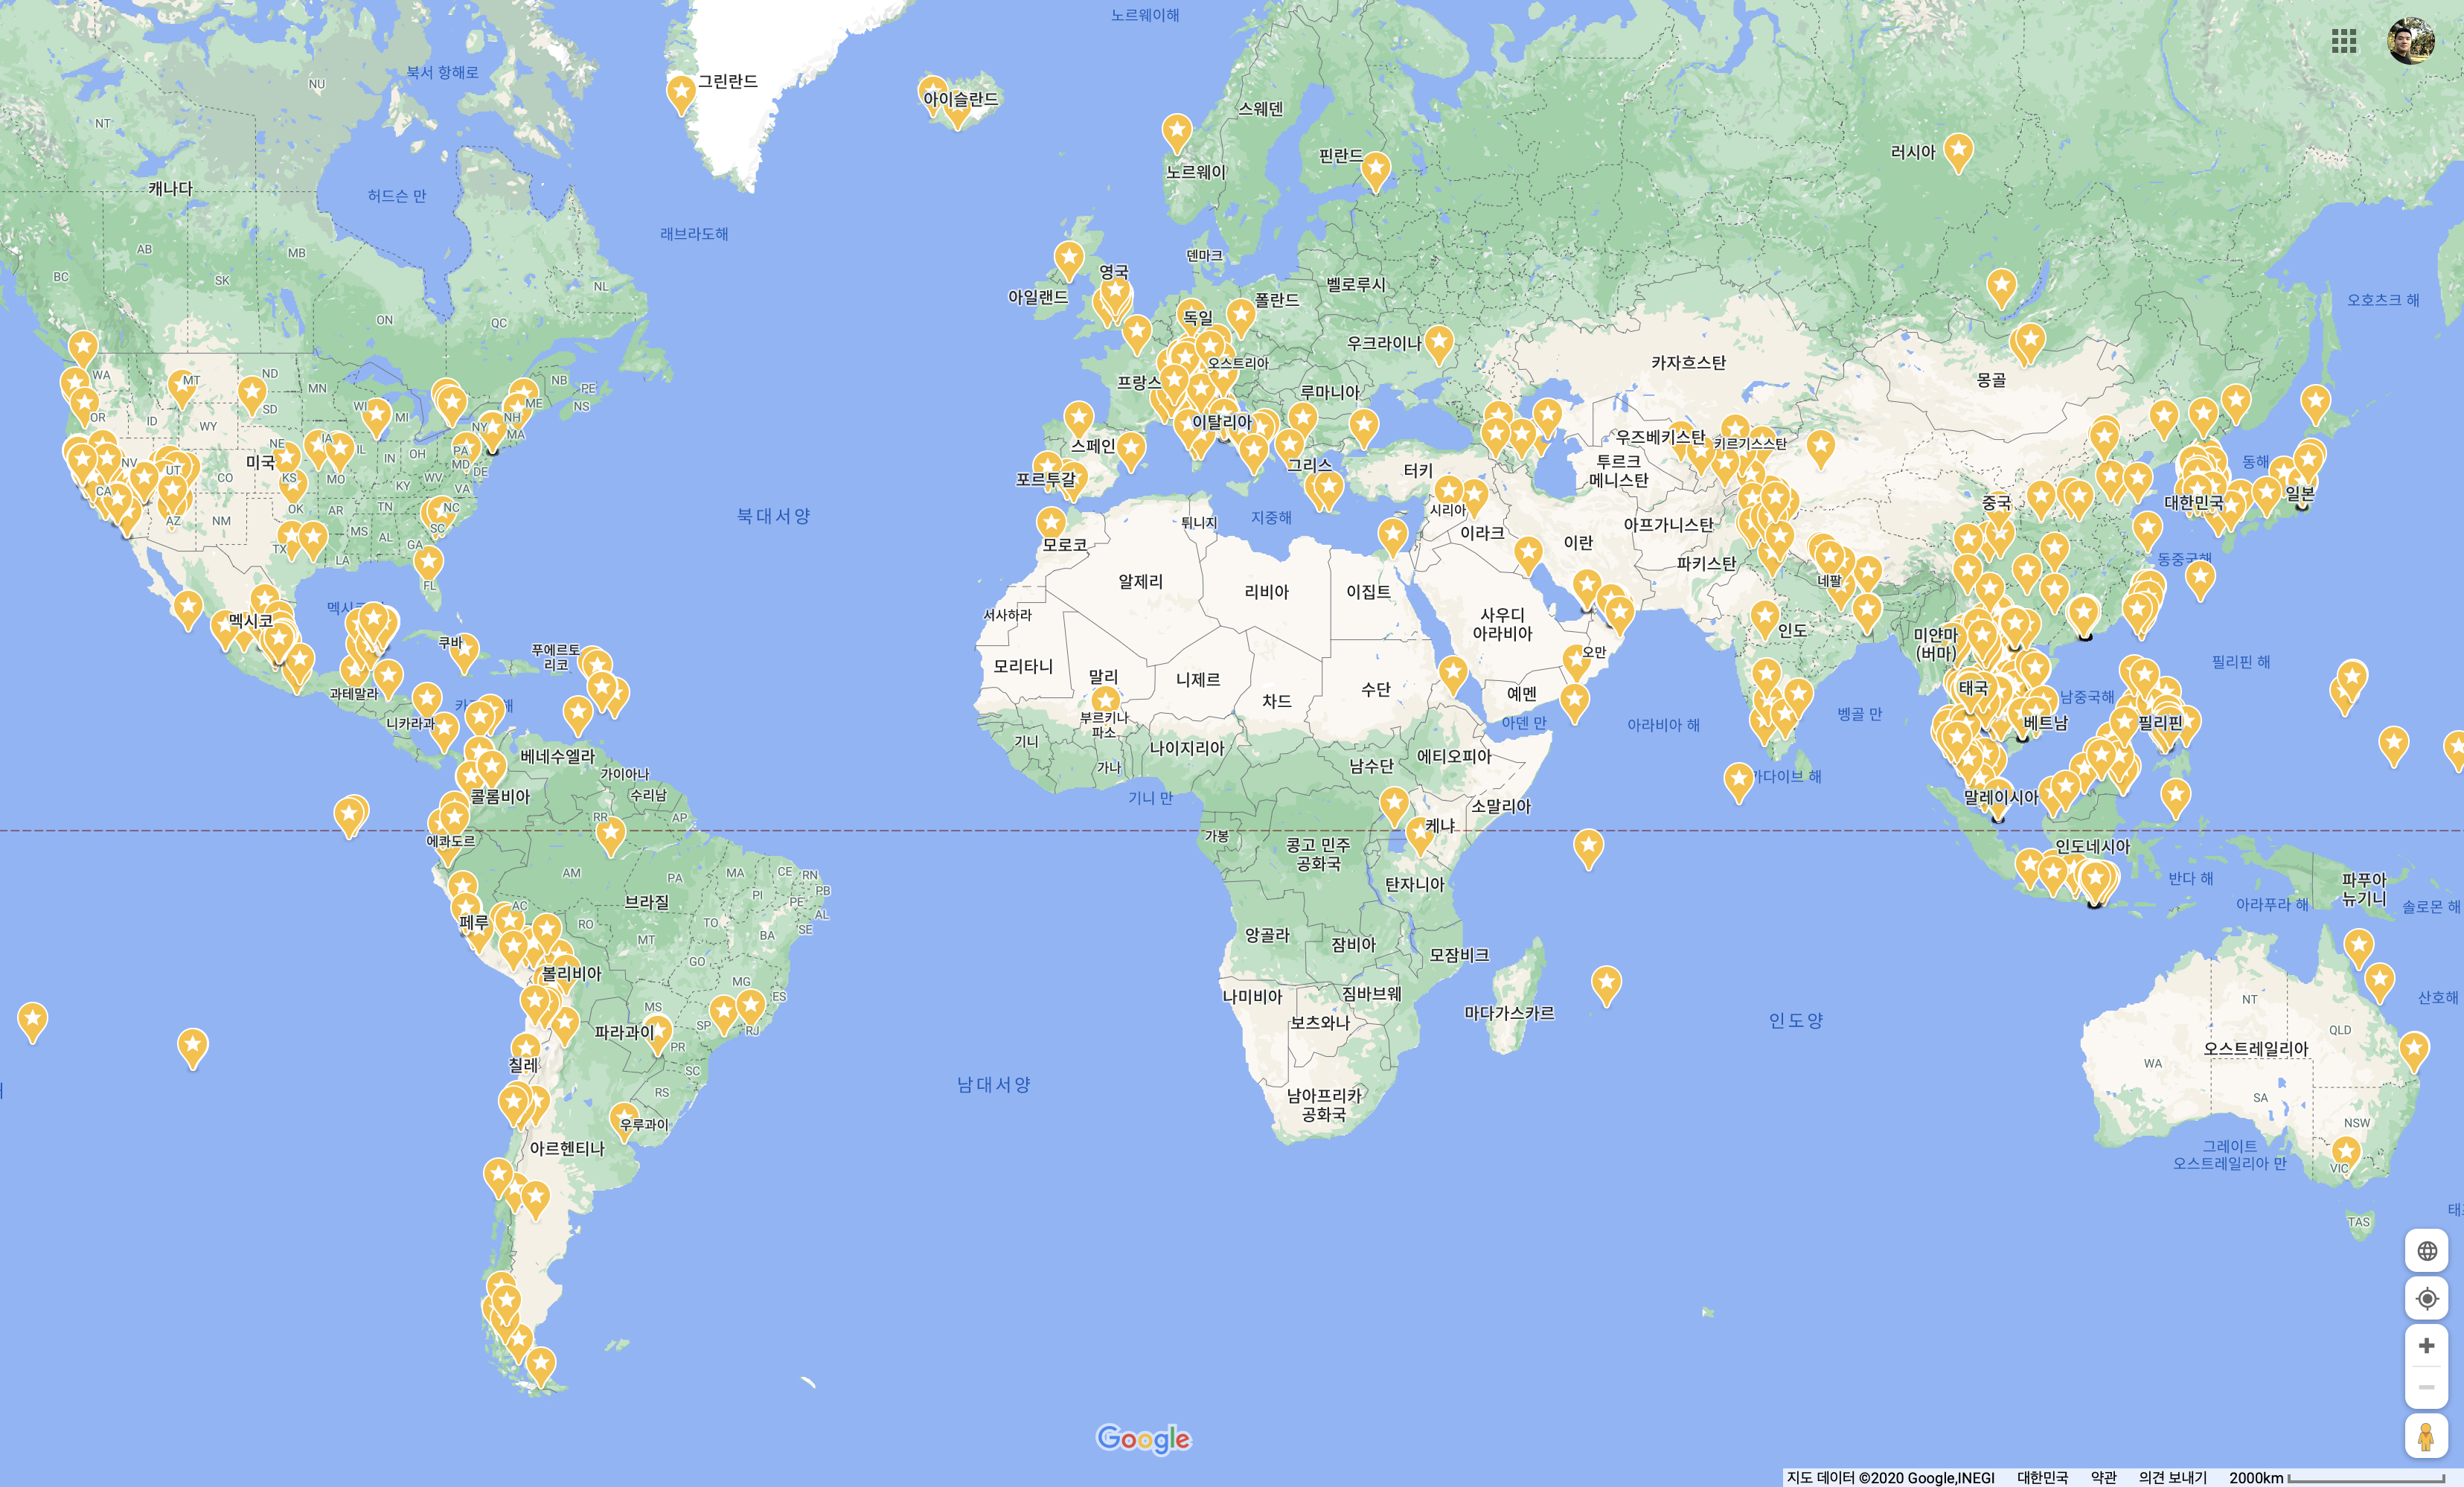 노르웨이해
북서 항해로
그린란드
아이슬란드
스웨덴
핀란드
노르웨이
러시아
NU
NT
캐나다
허드슨 만
래브라도해
AB
MB
BC
SK
NL
ON
QC
덴마크
영국
아일랜드
벨로루시
폴란드
독일
우크라이나
오스트리아
프랑스
루마니아
카자흐스탄
몽골
오호츠크 해
WA
MT
ND
MN
NB
PE
NS
OR
ID
SD
WI
MI
ME
NH
WY
NY
MA
이탈리아
스페인
포르투갈
그리스
터키
우즈베키스탄
키르기스스탄
투르크
메니스탄
동해
대한민국
일본
중국
NV
UT
CO
미국
NE
IA
IL
IN
OH
PA
MD
DE
KS
MO
KY
WV
VA
CA
AZ
NM
OK
AR
TN
NC
SC
TX
LA
MS
AL
GA
FL
북대서양
지중해
튀니지
시리아
이라크
이란
아프가니스탄
파키스탄
동중국해
모로코
알제리
리비아
이집트
사우디
아라비아
네팔
인도
서사하라
멕시코
쿠바
푸에르토
리코
모리타니
말리
니제르
차드
수단
오만
예멘
미얀마
(버마)
필리핀 해
과테말라
니카라과
부르키나
파소
아덴 만
아라비아 해
벵골 만
태국
남중국해
베트남
필리핀
기니
나이지리아
가나
에티오피아
남수단
베네수엘라
가이아나
수리남
콜롬비아
기니 만
소말리아
말레이시아
에콰도르
RR
AP
가봉
케냐
콩고 민주
공화국
탄자니아
인도네시아
반다 해
파푸아
뉴기니
아라푸라 해
솔로몬 해
AM
PA
MA
CE
RN
PB
PI
PE
AL
SE
AC
브라질
TO
페루
RO
MT
BA
앙골라
잠비아
모잠비크
볼리비아
GO
MG
ES
MS
SP
RJ
파라과이
PR
나미비아
짐바브웨
보츠와나
마다가스카르
인도양
NT
산호해
QLD
오스트레일리아
WA
칠레
SC
RS
남대서양
남아프리카
공화국
SA
NSW
우루과이
아르헨티나
그레이트
오스트레일리아 만
VIC
TAS
Google
지도 데이터 ©2020 Google,INEGI 대한민국 약관 의견 보내기 2000km